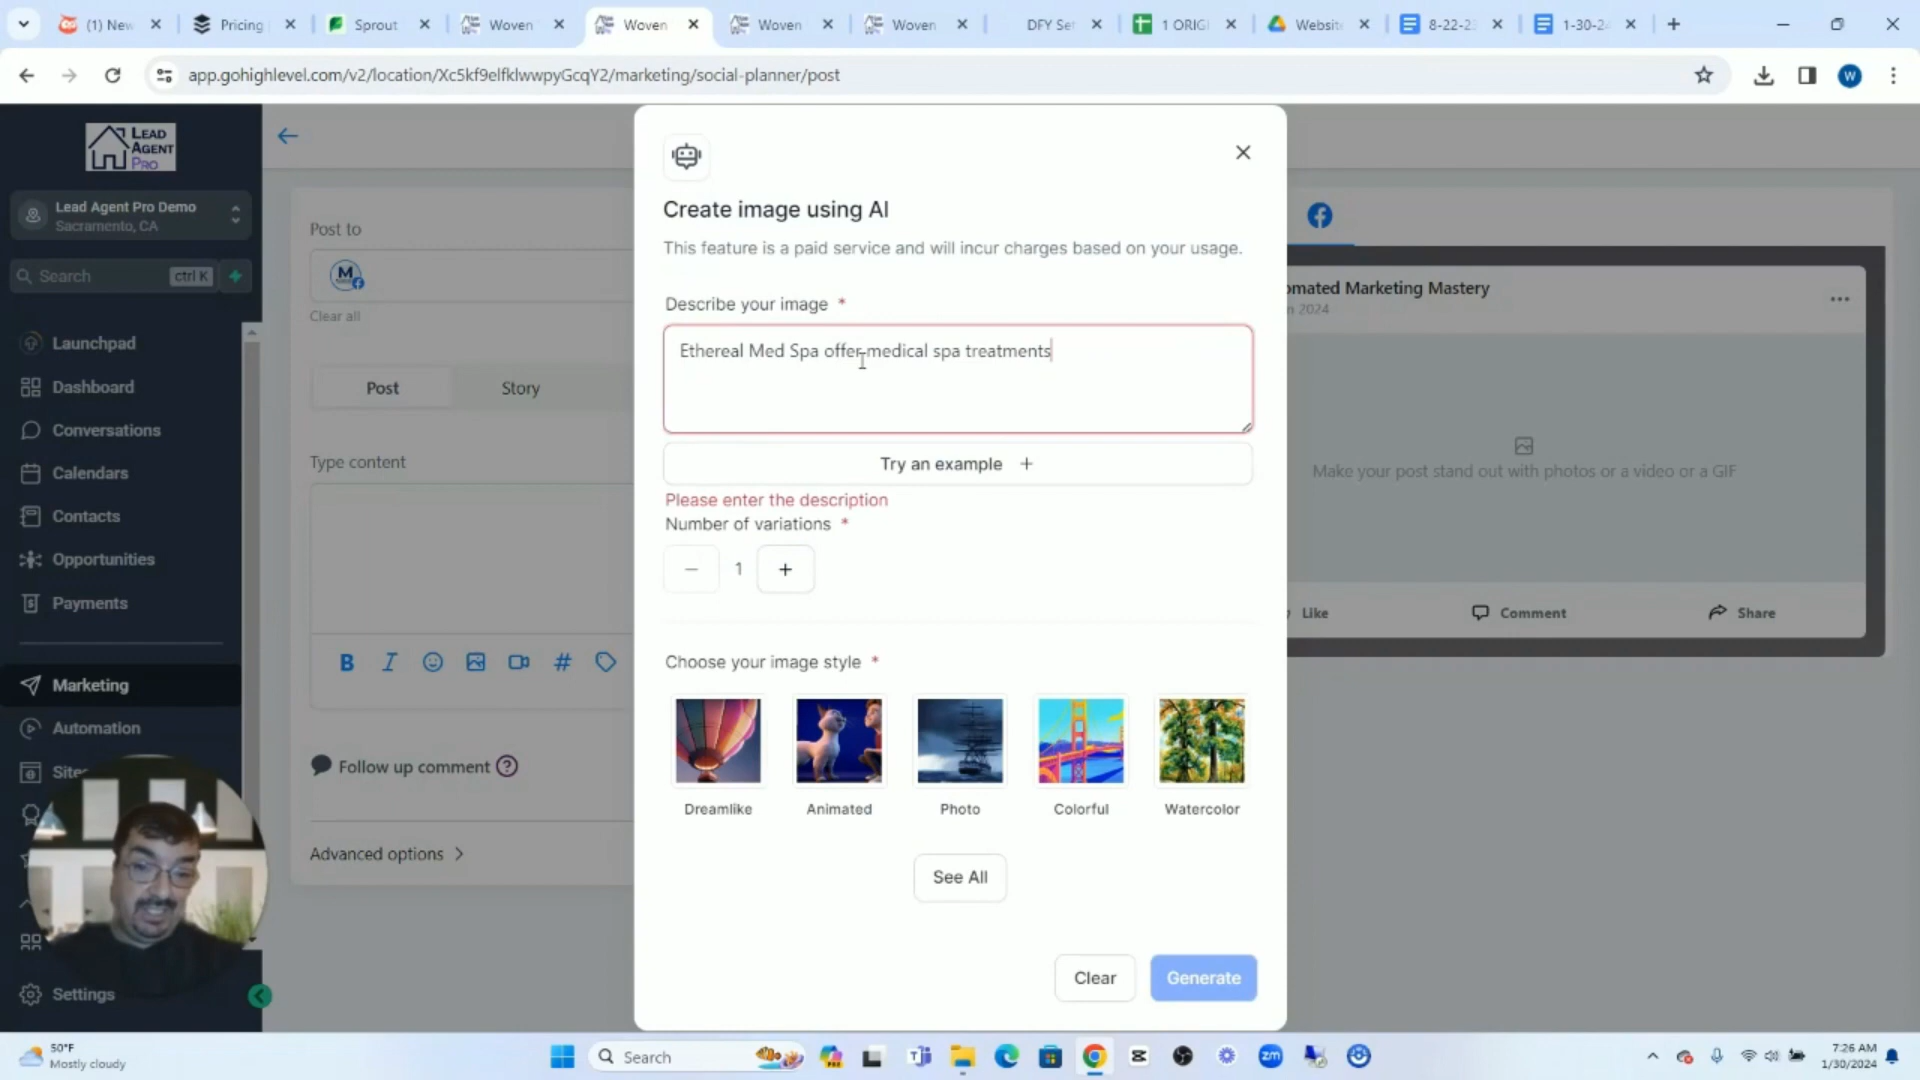 (1) New
Pricing
Sprout
Woven
Woven
Woven
Woven
DFY Set
1 ORIGI
Website
8-22-23
1-30-24
app.gohighlevel.com/v2/location/Xc5kf9elfklwwpyGcqY2/marketing/social-planner/post
W
LEAD
AGENT
PRO
Lead Agent Pro Demo
Sacramento, CA
Search
ctrl K
Launchpad
Dashboard
Conversations
Calendars
Contacts
Opportunities
Payments
Marketing
Automation
Sites
Settings
Post to
M
Clear all
Post
Story
Type content
B
I
#
Follow up comment ?
Advanced options
Create image using AI
This feature is a paid service and will incur charges based on your usage.
Describe your image *
Ethereal Med Spa offer medical spa treatments
Try an example +
Please enter the description
Number of variations *
− 1 +
Choose your image style *
Dreamlike
Animated
Photo
Colorful
Watercolor
See All
Clear
Generate
omated Marketing Mastery
2024
Make your post stand out with photos or a video or a GIF
Like
Comment
Share
50°F
Mostly cloudy
Search
zm
7:26 AM
1/30/2024